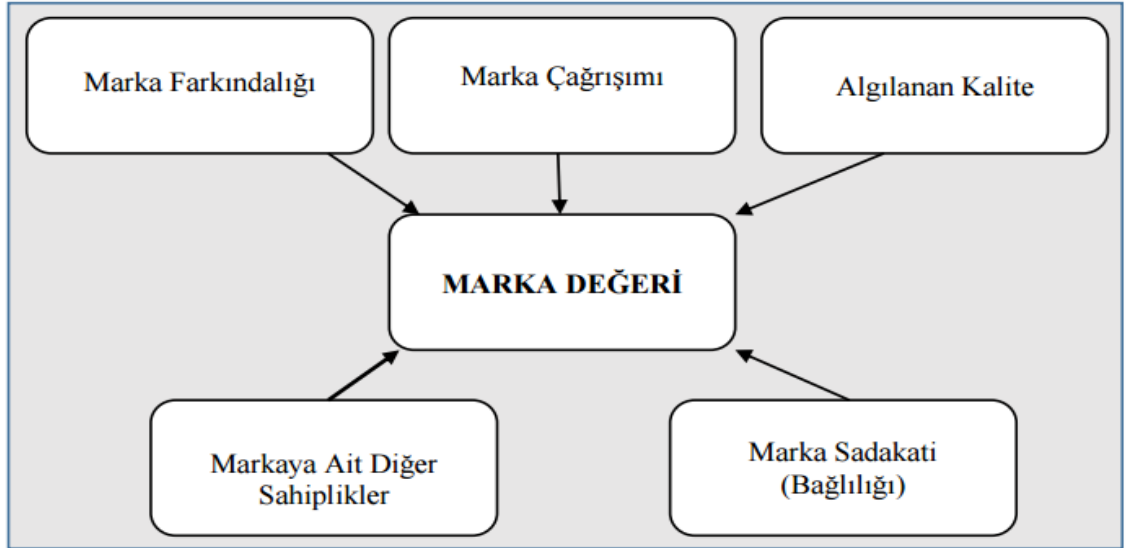 Marka Farkındalığı
Marka Çağrışımı
Algılanan Kalite
MARKA DEĞERİ
Markaya Ait Diğer
Sahiplikler
Marka Sadakati
(Bağlılığı)